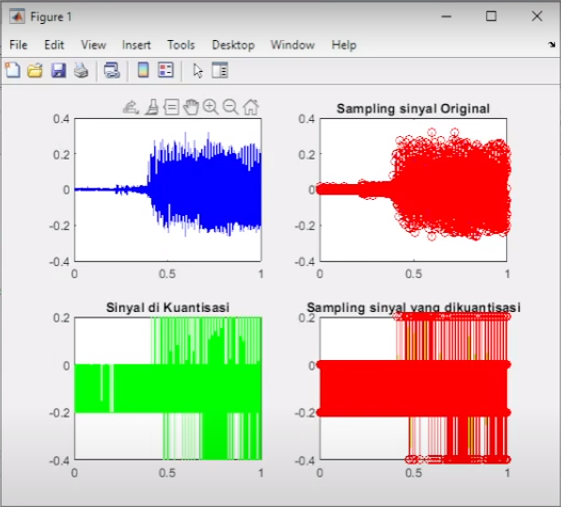 Figure 1
File Edit View Insert Tools Desktop Window Help
Sampling sinyal Original
0.4 0.4
0.2 0.2
0 0
-0.2 -0.2
-0.4 -0.4
0 0.5 1 0 0.5 1
Sinyal di Kuantisasi Sampling sinyal yang dikuantisasi
0.2 0.2
0 0
-0.2 -0.2
-0.4 -0.4
0 0.5 1 0 0.5 1